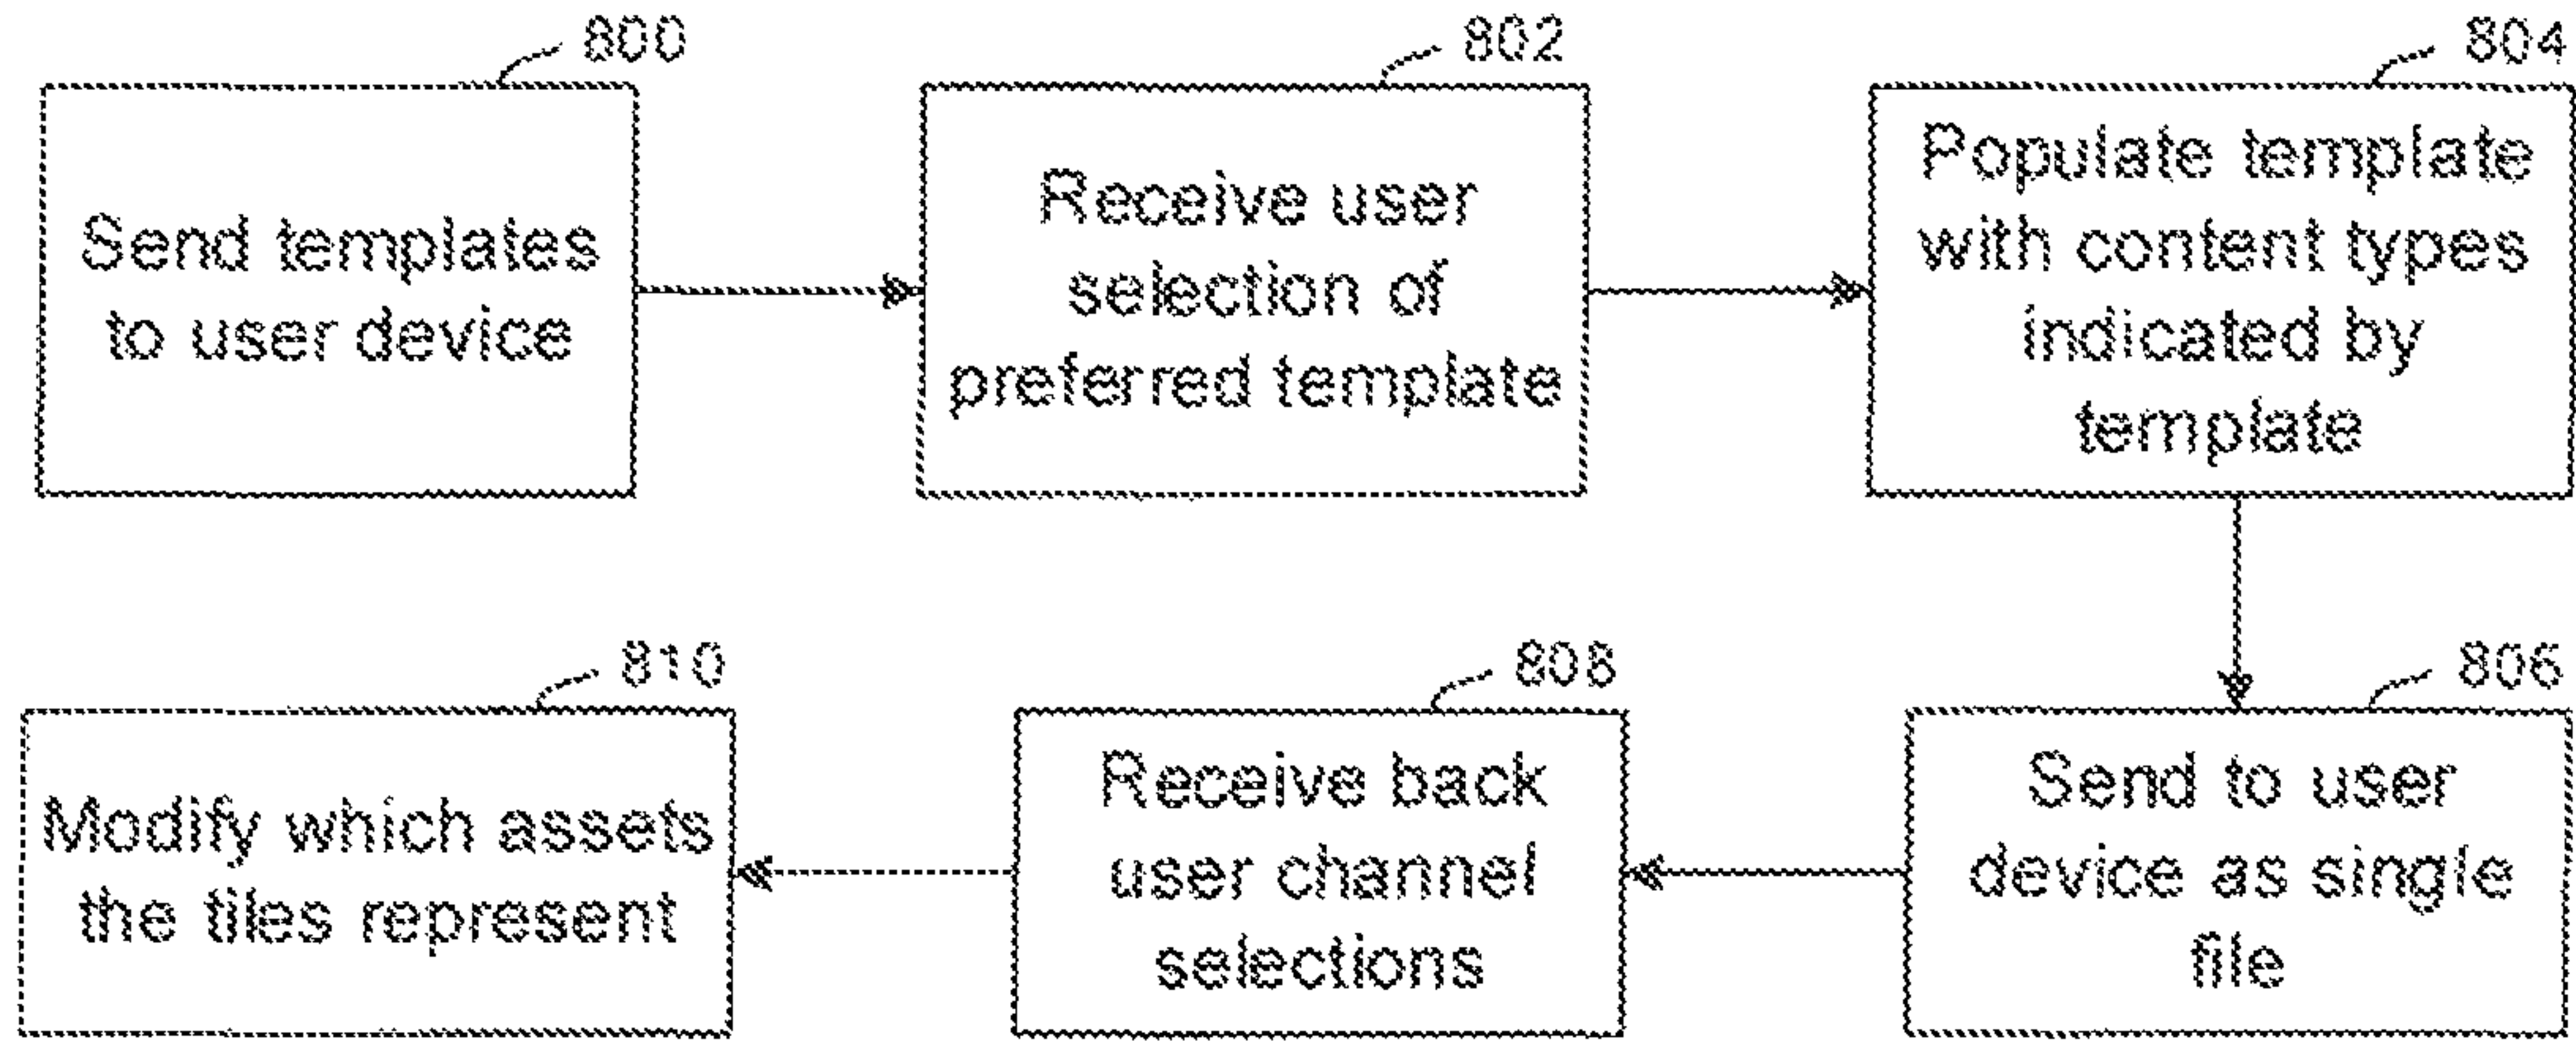 800
Send templates
to user device
802
Receive user
selection of
preferred template
804
Populate template
with content types
indicated by
template
806
Send to user
device as single
file
808
Receive back
user channel
selections
810
Modify which assets
the tiles represent